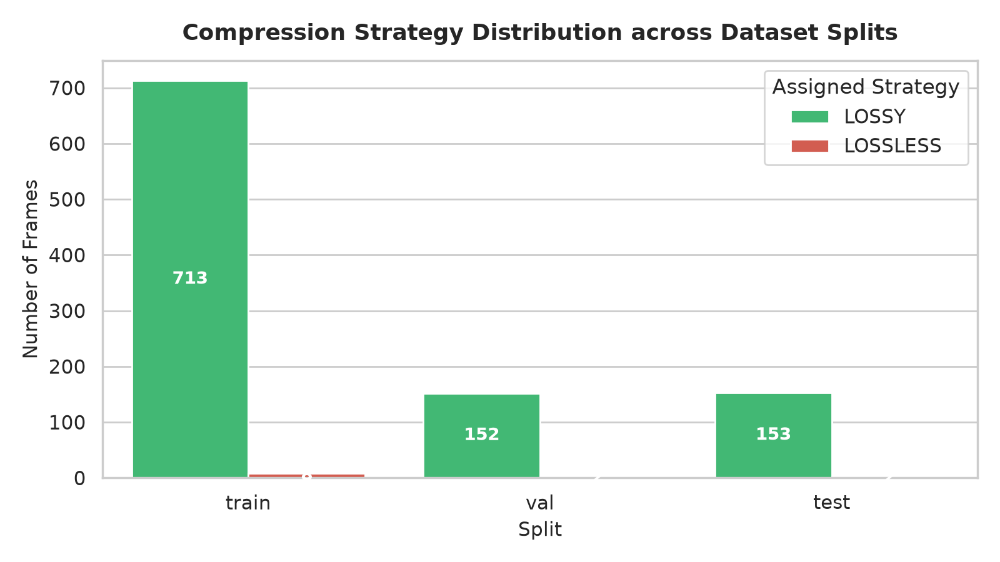 Compression Strategy Distribution across Dataset Splits
Assigned Strategy
LOSSY
LOSSLESS
Number of Frames
700
600
500
400
300
200
100
0
713
152
153
train
val
test
Split